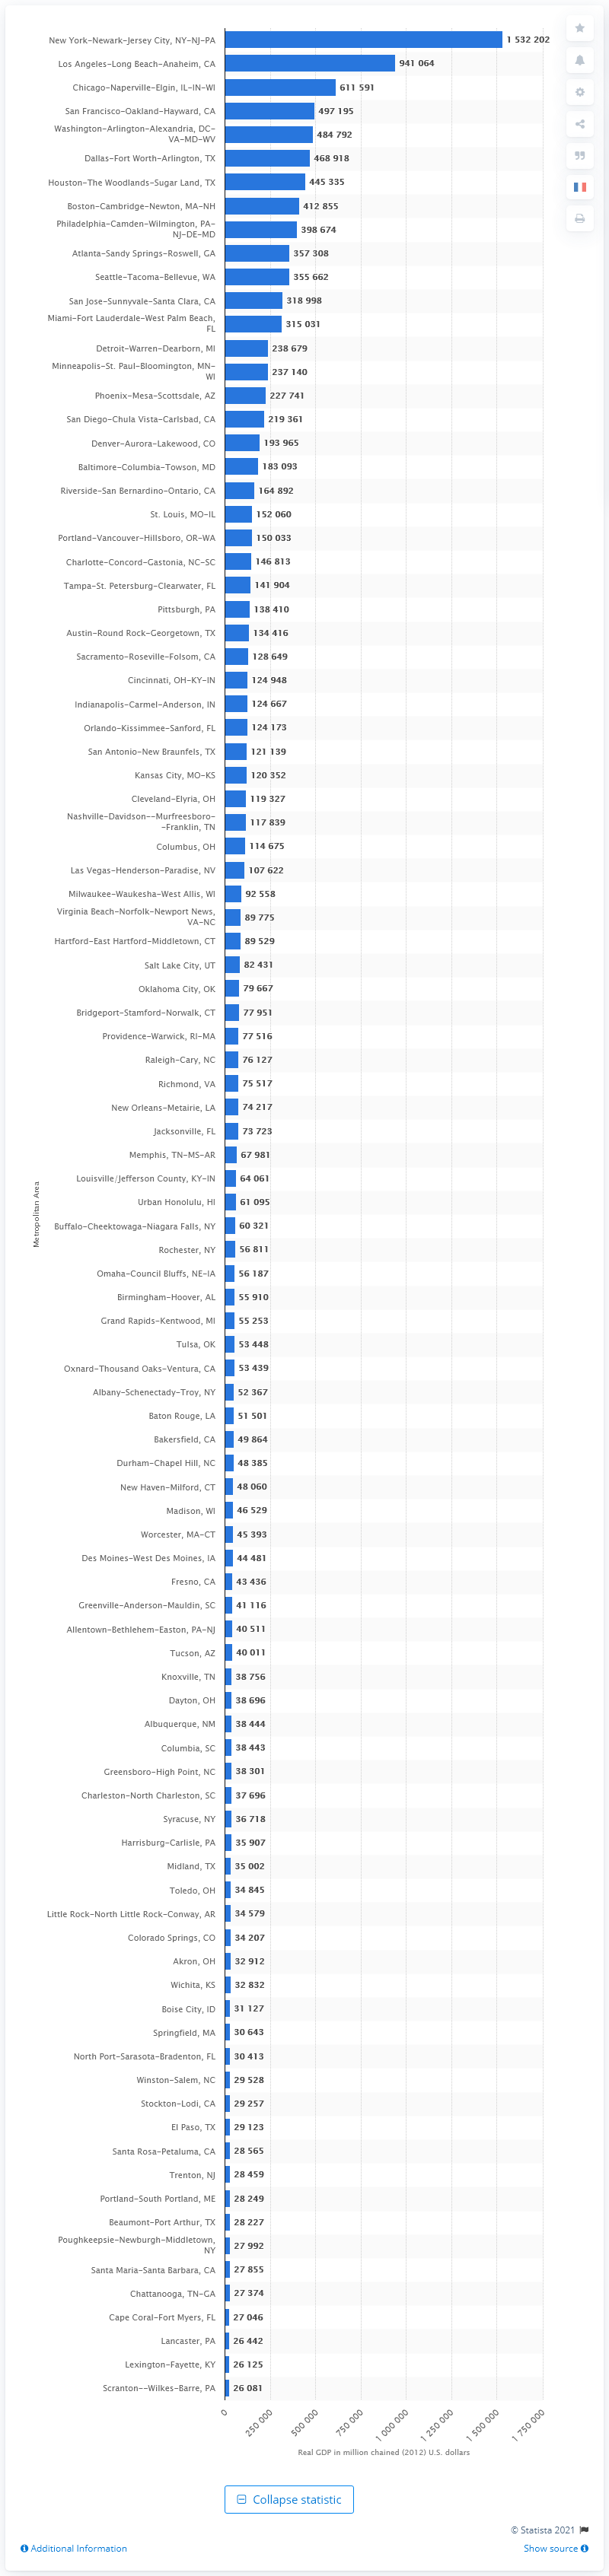 New York-Newark-Jersey City, NY-NJ-PA 1 532 202
Los Angeles-Long Beach-Anaheim, CA 941 064
Chicago-Naperville-Elgin, IL-IN-WI 611 591
San Francisco-Oakland-Hayward, CA 497 195
Washington-Arlington-Alexandria, DC-
VA-MD-WV 484 792
Dallas-Fort Worth-Arlington, TX 468 918
Houston-The Woodlands-Sugar Land, TX 445 335
Boston-Cambridge-Newton, MA-NH 412 855
Philadelphia-Camden-Wilmington, PA-
NJ-DE-MD 398 674
Atlanta-Sandy Springs-Roswell, GA 357 308
Seattle-Tacoma-Bellevue, WA 355 662
San Jose-Sunnyvale-Santa Clara, CA 318 998
Miami-Fort Lauderdale-West Palm Beach,
FL 315 031
Detroit-Warren-Dearborn, MI 238 679
Minneapolis-St. Paul-Bloomington, MN-
WI 237 140
Phoenix-Mesa-Scottsdale, AZ 227 741
San Diego-Chula Vista-Carlsbad, CA 219 361
Denver-Aurora-Lakewood, CO 193 965
Baltimore-Columbia-Towson, MD 183 093
Riverside-San Bernardino-Ontario, CA 164 892
St. Louis, MO-IL 152 060
Portland-Vancouver-Hillsboro, OR-WA 150 033
Charlotte-Concord-Gastonia, NC-SC 146 813
Tampa-St. Petersburg-Clearwater, FL 141 904
Pittsburgh, PA 138 410
Austin-Round Rock-Georgetown, TX 134 416
Sacramento-Roseville-Folsom, CA 128 649
Cincinnati, OH-KY-IN 124 948
Indianapolis-Carmel-Anderson, IN 124 667
Orlando-Kissimmee-Sanford, FL 124 173
San Antonio-New Braunfels, TX 121 139
Kansas City, MO-KS 120 352
Cleveland-Elyria, OH 119 327
Nashville-Davidson--Murfreesboro-
-Franklin, TN 117 839
Columbus, OH 114 675
Las Vegas-Henderson-Paradise, NV 107 622
Milwaukee-Waukesha-West Allis, WI 92 558
Virginia Beach-Norfolk-Newport News,
VA-NC 89 775
Hartford-East Hartford-Middletown, CT 89 529
Salt Lake City, UT 82 431
Oklahoma City, OK 79 667
Bridgeport-Stamford-Norwalk, CT 77 951
Providence-Warwick, RI-MA 77 516
Raleigh-Cary, NC 76 127
Richmond, VA 75 517
New Orleans-Metairie, LA 74 217
Jacksonville, FL 73 723
Memphis, TN-MS-AR 67 981
Louisville/Jefferson County, KY-IN 64 061
Urban Honolulu, HI 61 095
Metropolitan Area
Buffalo-Cheektowaga-Niagara Falls, NY 60 321
Rochester, NY 56 811
Omaha-Council Bluffs, NE-IA 56 187
Birmingham-Hoover, AL 55 910
Grand Rapids-Kentwood, MI 55 253
Tulsa, OK 53 448
Oxnard-Thousand Oaks-Ventura, CA 53 439
Albany-Schenectady-Troy, NY 52 367
Baton Rouge, LA 51 501
Bakersfield, CA 49 864
Durham-Chapel Hill, NC 48 385
New Haven-Milford, CT 48 060
Madison, WI 46 529
Worcester, MA-CT 45 393
Des Moines-West Des Moines, IA 44 481
Fresno, CA 43 436
Greenville-Anderson-Mauldin, SC 41 116
Allentown-Bethlehem-Easton, PA-NJ 40 511
Tucson, AZ 40 011
Knoxville, TN 38 756
Dayton, OH 38 696
Albuquerque, NM 38 444
Columbia, SC 38 443
Greensboro-High Point, NC 38 301
Charleston-North Charleston, SC 37 696
Syracuse, NY 36 718
Harrisburg-Carlisle, PA 35 907
Midland, TX 35 002
Toledo, OH 34 845
Little Rock-North Little Rock-Conway, AR 34 579
Colorado Springs, CO 34 207
Akron, OH 32 912
Wichita, KS 32 832
Boise City, ID 31 127
Springfield, MA 30 643
North Port-Sarasota-Bradenton, FL 30 413
Winston-Salem, NC 29 528
Stockton-Lodi, CA 29 257
El Paso, TX 29 123
Santa Rosa-Petaluma, CA 28 565
Trenton, NJ 28 459
Portland-South Portland, ME 28 249
Beaumont-Port Arthur, TX 28 227
Poughkeepsie-Newburgh-Middletown,
NY 27 992
Santa Maria-Santa Barbara, CA 27 855
Chattanooga, TN-GA 27 374
Cape Coral-Fort Myers, FL 27 046
Lancaster, PA 26 442
Lexington-Fayette, KY 26 125
Scranton--Wilkes-Barre, PA 26 081
0 250 000 500 000 750 000 1 000 000 1 250 000 1 500 000 1 750 000
Real GDP in million chained (2012) U.S. dollars
Collapse statistic
© Statista 2021
Additional Information Show source